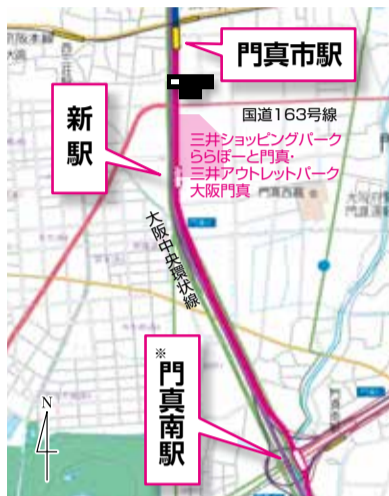 門真市駅
新駅
国道163号線
三井ショッピングパーク
ららぽーと門真・
三井アウトレットパーク
大阪門真
大阪中央環状線
※門真南駅
N